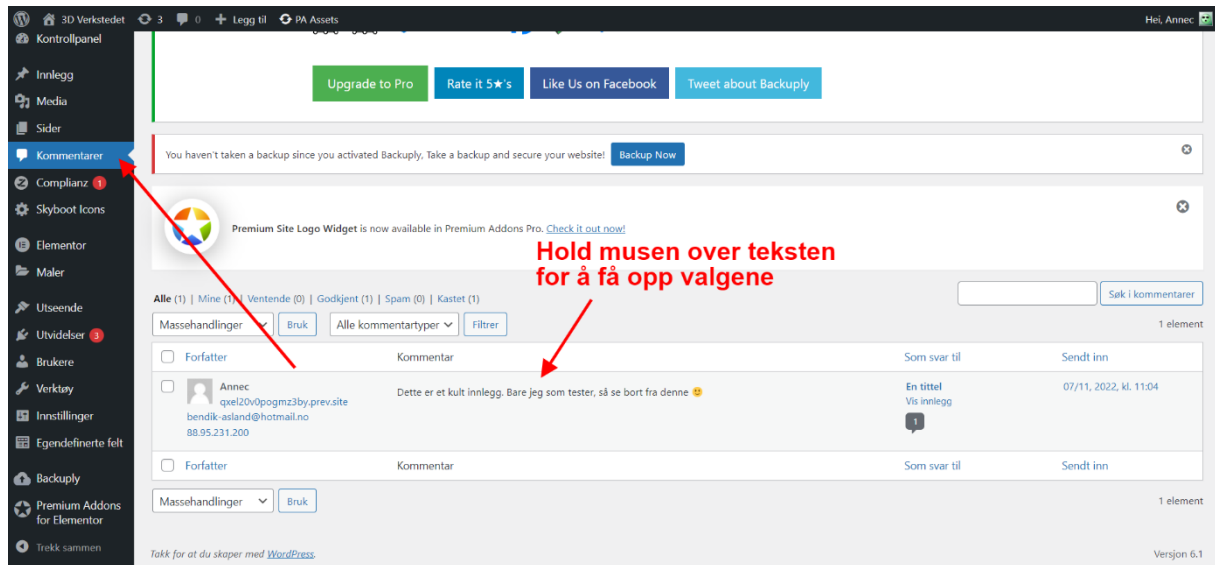 3D Verkstedet 3 0 + Legg til PA Assets Hei, Annec
Kontrollpanel
Innlegg
Media
Sider
Kommentarer
Complianz 1
Skyboot Icons
Elementor
Maler
Utseende
Utvidelser 3
Brukere
Verktøy
Innstillinger
Egendefinerte felt
Backuply
Premium Addons
for Elementor
Trekk sammen
Upgrade to Pro Rate it 5★'s Like Us on Facebook Tweet about Backuply
You haven't taken a backup since you activated Backuply, Take a backup and secure your website! Backup Now
Premium Site Logo Widget is now available in Premium Addons Pro. Check it out now!
Hold musen over teksten
for å få opp valgene
Alle (1) | Mine (1) | Ventende (0) | Godkjent (1) | Spam (0) | Kastet (1)
Søk i kommentarer
Massehandlinger Bruk Alle kommentartyper Filtrer 1 element
Forfatter Kommentar Som svar til Sendt inn
Annec
qxel20v0pogmz3by.prev.site
bendik-asland@hotmail.no
88.95.231.200
Dette er et kult innlegg. Bare jeg som tester, så se bort fra denne 🙂
En tittel
Vis innlegg
1
07/11, 2022, kl. 11:04
Forfatter Kommentar Som svar til Sendt inn
Massehandlinger Bruk 1 element
Takk for at du skaper med WordPress. Versjon 6.1